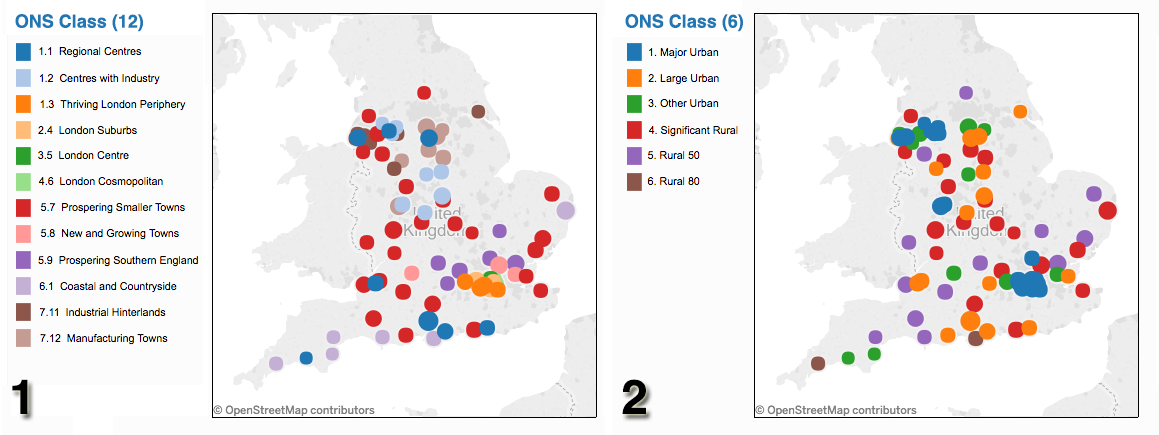 ONS Class (12)
1.1 Regional Centres
1.2 Centres with Industry
1.3 Thriving London Periphery
2.4 London Suburbs
3.5 London Centre
4.6 London Cosmopolitan
5.7 Prospering Smaller Towns
5.8 New and Growing Towns
5.9 Prospering Southern England
6.1 Coastal and Countryside
7.11 Industrial Hinterlands
7.12 Manufacturing Towns
1
United
Kingdom
© OpenStreetMap contributors
ONS Class (6)
1. Major Urban
2. Large Urban
3. Other Urban
4. Significant Rural
5. Rural 50
6. Rural 80
2
United
Kingdom
© OpenStreetMap contributors